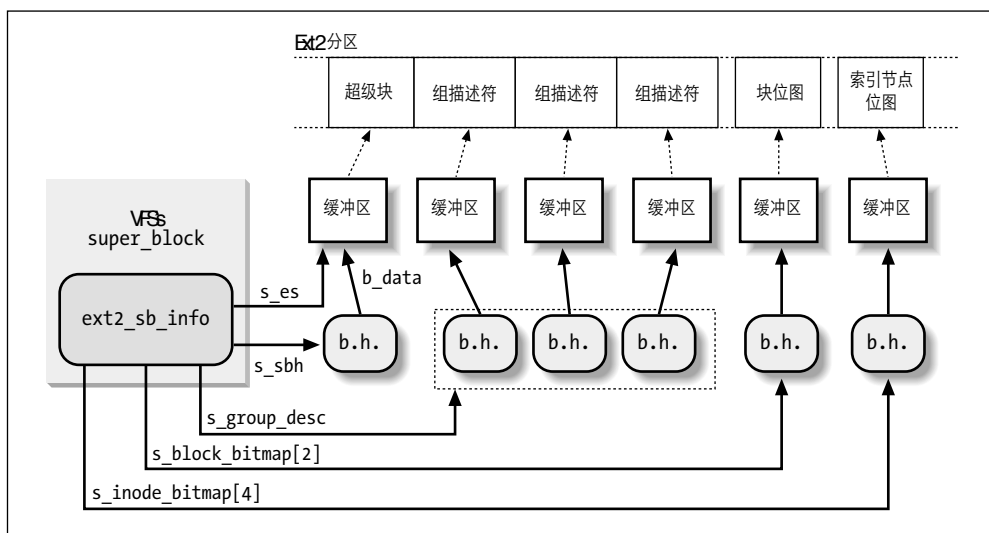 Ext2分区
超级块
组描述符
组描述符
组描述符
块位图
索引节点
位图
缓冲区
缓冲区
缓冲区
缓冲区
缓冲区
缓冲区
VFS's
super_block
ext2_sb_info
s_es
b_data
s_sbh
b.h.
b.h.
b.h.
b.h.
b.h.
b.h.
s_group_desc
s_block_bitmap[2]
s_inode_bitmap[4]